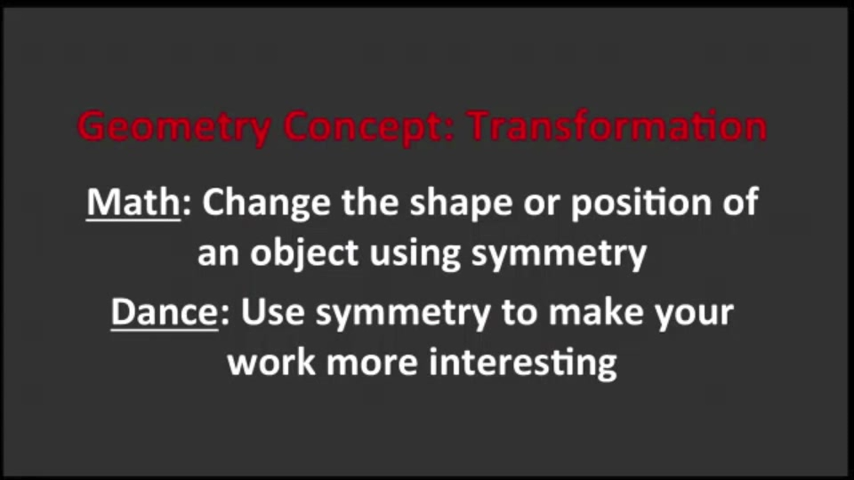 Geometry Concept: Transformation
Math: Change the shape or position of
an object using symmetry
Dance: Use symmetry to make your
work more interesting